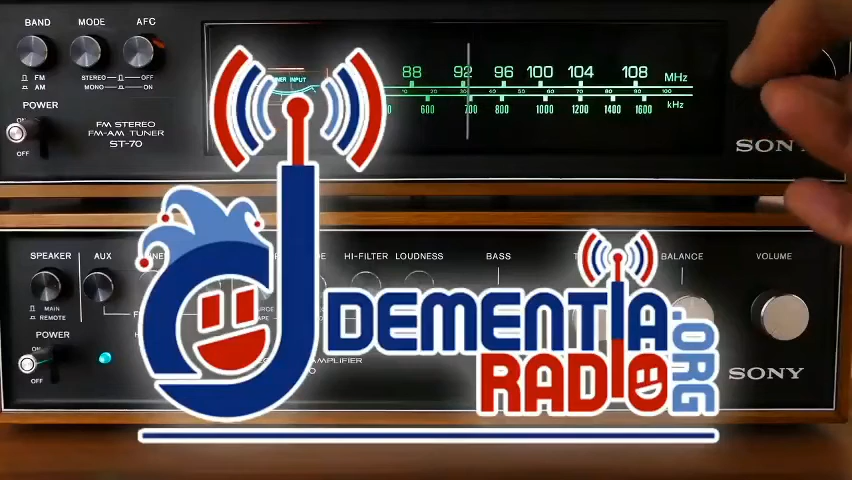 BAND MODE AFC
FM
AM
STEREO OFF
MONO ON
POWER
ON
OFF
FM STEREO
FM-AM TUNER
ST-70
88 92 96 100 104 108 MHz
600 700 800 1000 1200 1400 1600 kHz
SONY
SPEAKER AUX HI-FILTER LOUDNESS BASS BALANCE VOLUME
MAIN
REMOTE
POWER
ON
OFF
AMPLIFIER
SONY
DEMENTIA
RADIO
.ORG